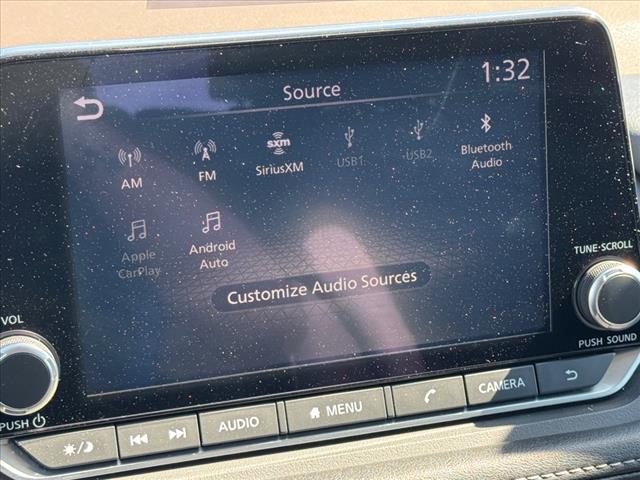 Source
1:32
AM
FM
sxm
SiriusXM
USB1
USB2
Bluetooth
Audio
Apple
CarPlay
Android
Auto
Customize Audio Sources
TUNE·SCROLL
PUSH SOUND
VOL
PUSH
AUDIO
MENU
CAMERA